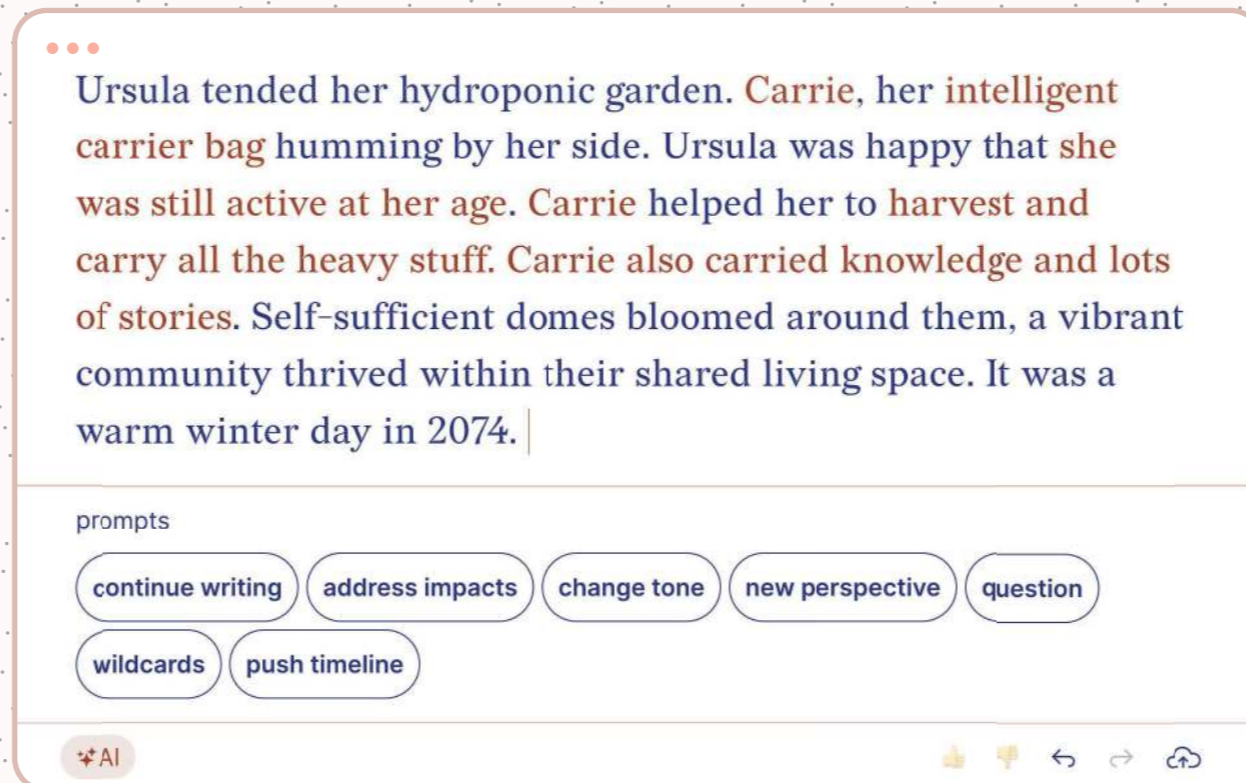 Ursula tended her hydroponic garden. Carrie, her intelligent
carrier bag humming by her side. Ursula was happy that she
was still active at her age. Carrie helped her to harvest and
carry all the heavy stuff. Carrie also carried knowledge and lots
of stories. Self-sufficient domes bloomed around them, a vibrant
community thrived within their shared living space. It was a
warm winter day in 2074.
prompts
continue writing address impacts change tone new perspective question
wildcards push timeline
AI